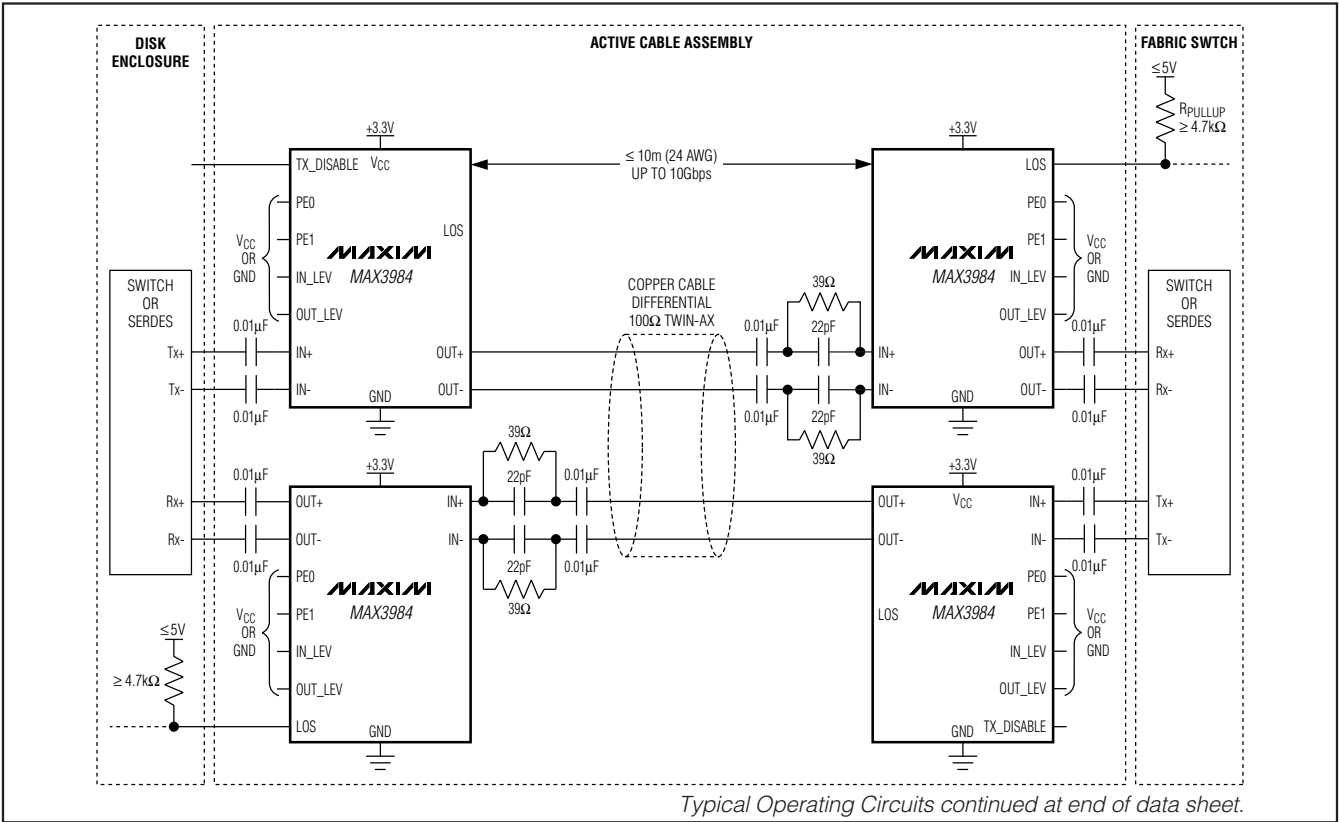 DISK
ENCLOSURE
ACTIVE CABLE ASSEMBLY
FABRIC SWTCH
≤5V
RPULLUP
≥ 4.7kΩ
+3.3V
TX_DISABLE VCC
PE0
PE1
IN_LEV
OUT_LEV
VCC
OR
GND
LOS
MAXIM
MAX3984
IN+
IN-
OUT+
OUT-
GND
SWITCH
OR
SERDES
Tx+
Tx-
Rx+
Rx-
0.01µF
0.01µF
≤ 10m (24 AWG)
UP TO 10Gbps
COPPER CABLE
DIFFERENTIAL
100Ω TWIN-AX
0.01µF
0.01µF
39Ω
22pF
22pF
39Ω
+3.3V
LOS
PE0
PE1
IN_LEV
OUT_LEV
VCC
OR
GND
MAXIM
MAX3984
IN+
IN-
OUT+
OUT-
GND
0.01µF
0.01µF
SWITCH
OR
SERDES
Rx+
Rx-
Tx+
Tx-
0.01µF
0.01µF
+3.3V
OUT+
OUT-
IN+
IN-
PE0
PE1
IN_LEV
OUT_LEV
LOS
VCC
OR
GND
MAXIM
MAX3984
GND
≤5V
≥ 4.7kΩ
39Ω
22pF
0.01µF
22pF
0.01µF
39Ω
+3.3V
OUT+
VCC
IN+
OUT-
IN-
0.01µF
0.01µF
PE0
PE1
IN_LEV
OUT_LEV
VCC
OR
GND
LOS
MAXIM
MAX3984
GND
TX_DISABLE
Typical Operating Circuits continued at end of data sheet.